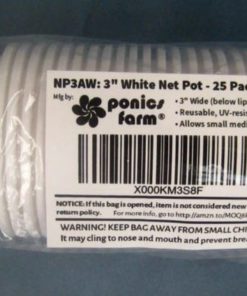 NP3AW: 3" White Net Pot - 25 Pac
Mfg by:
ponics farm®
• 3" Wide (below lip
• Reusable, UV-resis
• Allows small medi
X000KM3S8F
NOTICE: If this bag is opened, item is not considered new
return policy. For more info, go to http://amzn to/MOQH
WARNING! KEEP BAG AWAY FROM SMALL CHI
It may cling to nose and mouth and prevent bre